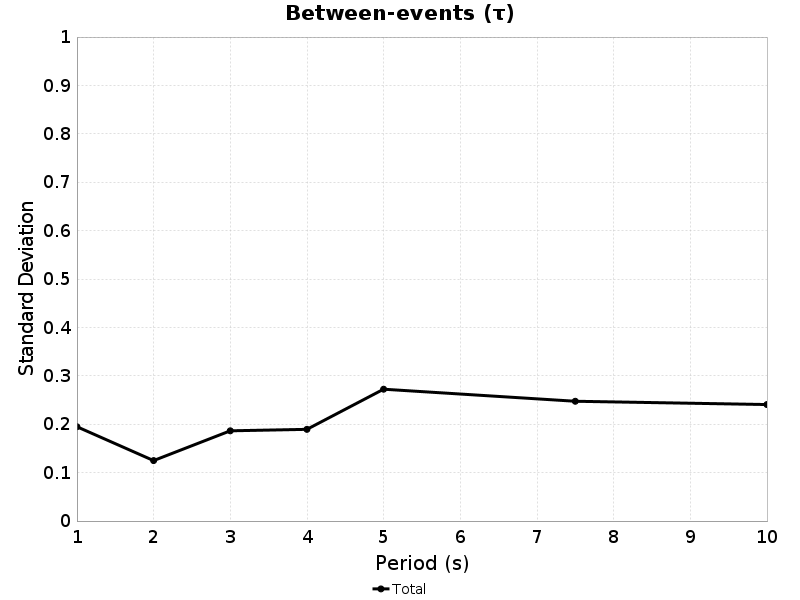 Between-events (τ)
1
0.9
0.8
0.7
0.6
0.5
0.4
0.3
0.2
0.1
0
Standard Deviation
1 2 3 4 5 6 7 8 9 10
Period (s)
Total